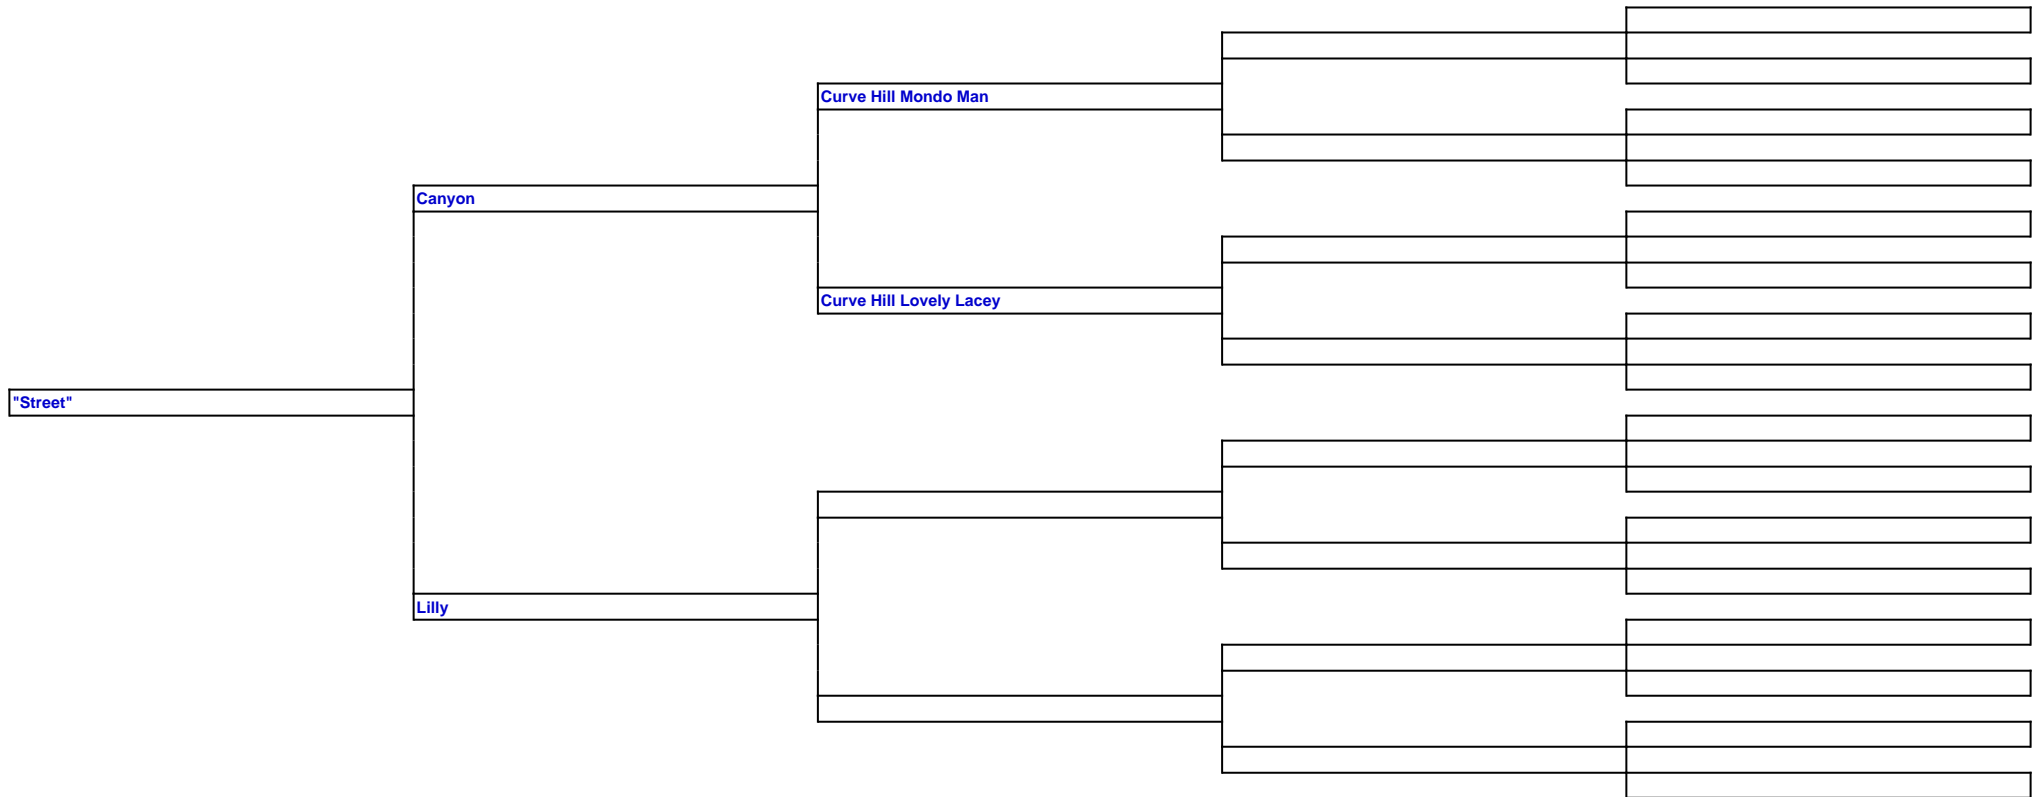 Curve Hill Mondo Man
Canyon
Curve Hill Lovely Lacey
"Street"
Lilly